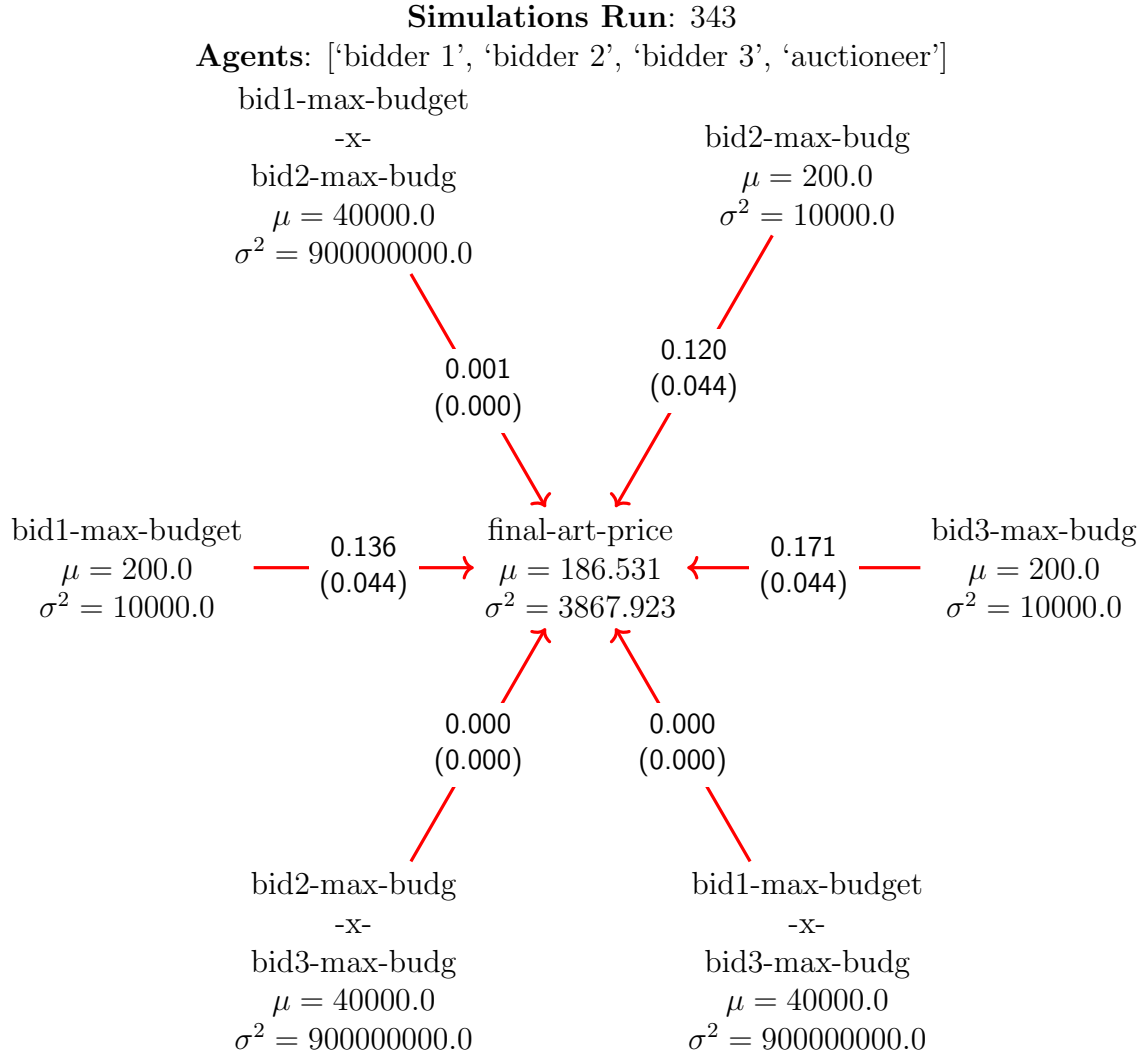 Simulations Run: 343
Agents: [‘bidder 1’, ‘bidder 2’, ‘bidder 3’, ‘auctioneer’]
bid1-max-budget
-x-
bid2-max-budg
μ = 40000.0
σ² = 900000000.0
bid2-max-budg
μ = 200.0
σ² = 10000.0
0.001
(0.000)
0.120
(0.044)
bid1-max-budget
μ = 200.0
σ² = 10000.0
0.136
(0.044)
final-art-price
μ = 186.531
σ² = 3867.923
0.171
(0.044)
bid3-max-budg
μ = 200.0
σ² = 10000.0
0.000
(0.000)
0.000
(0.000)
bid2-max-budg
-x-
bid3-max-budg
μ = 40000.0
σ² = 900000000.0
bid1-max-budget
-x-
bid3-max-budg
μ = 40000.0
σ² = 900000000.0